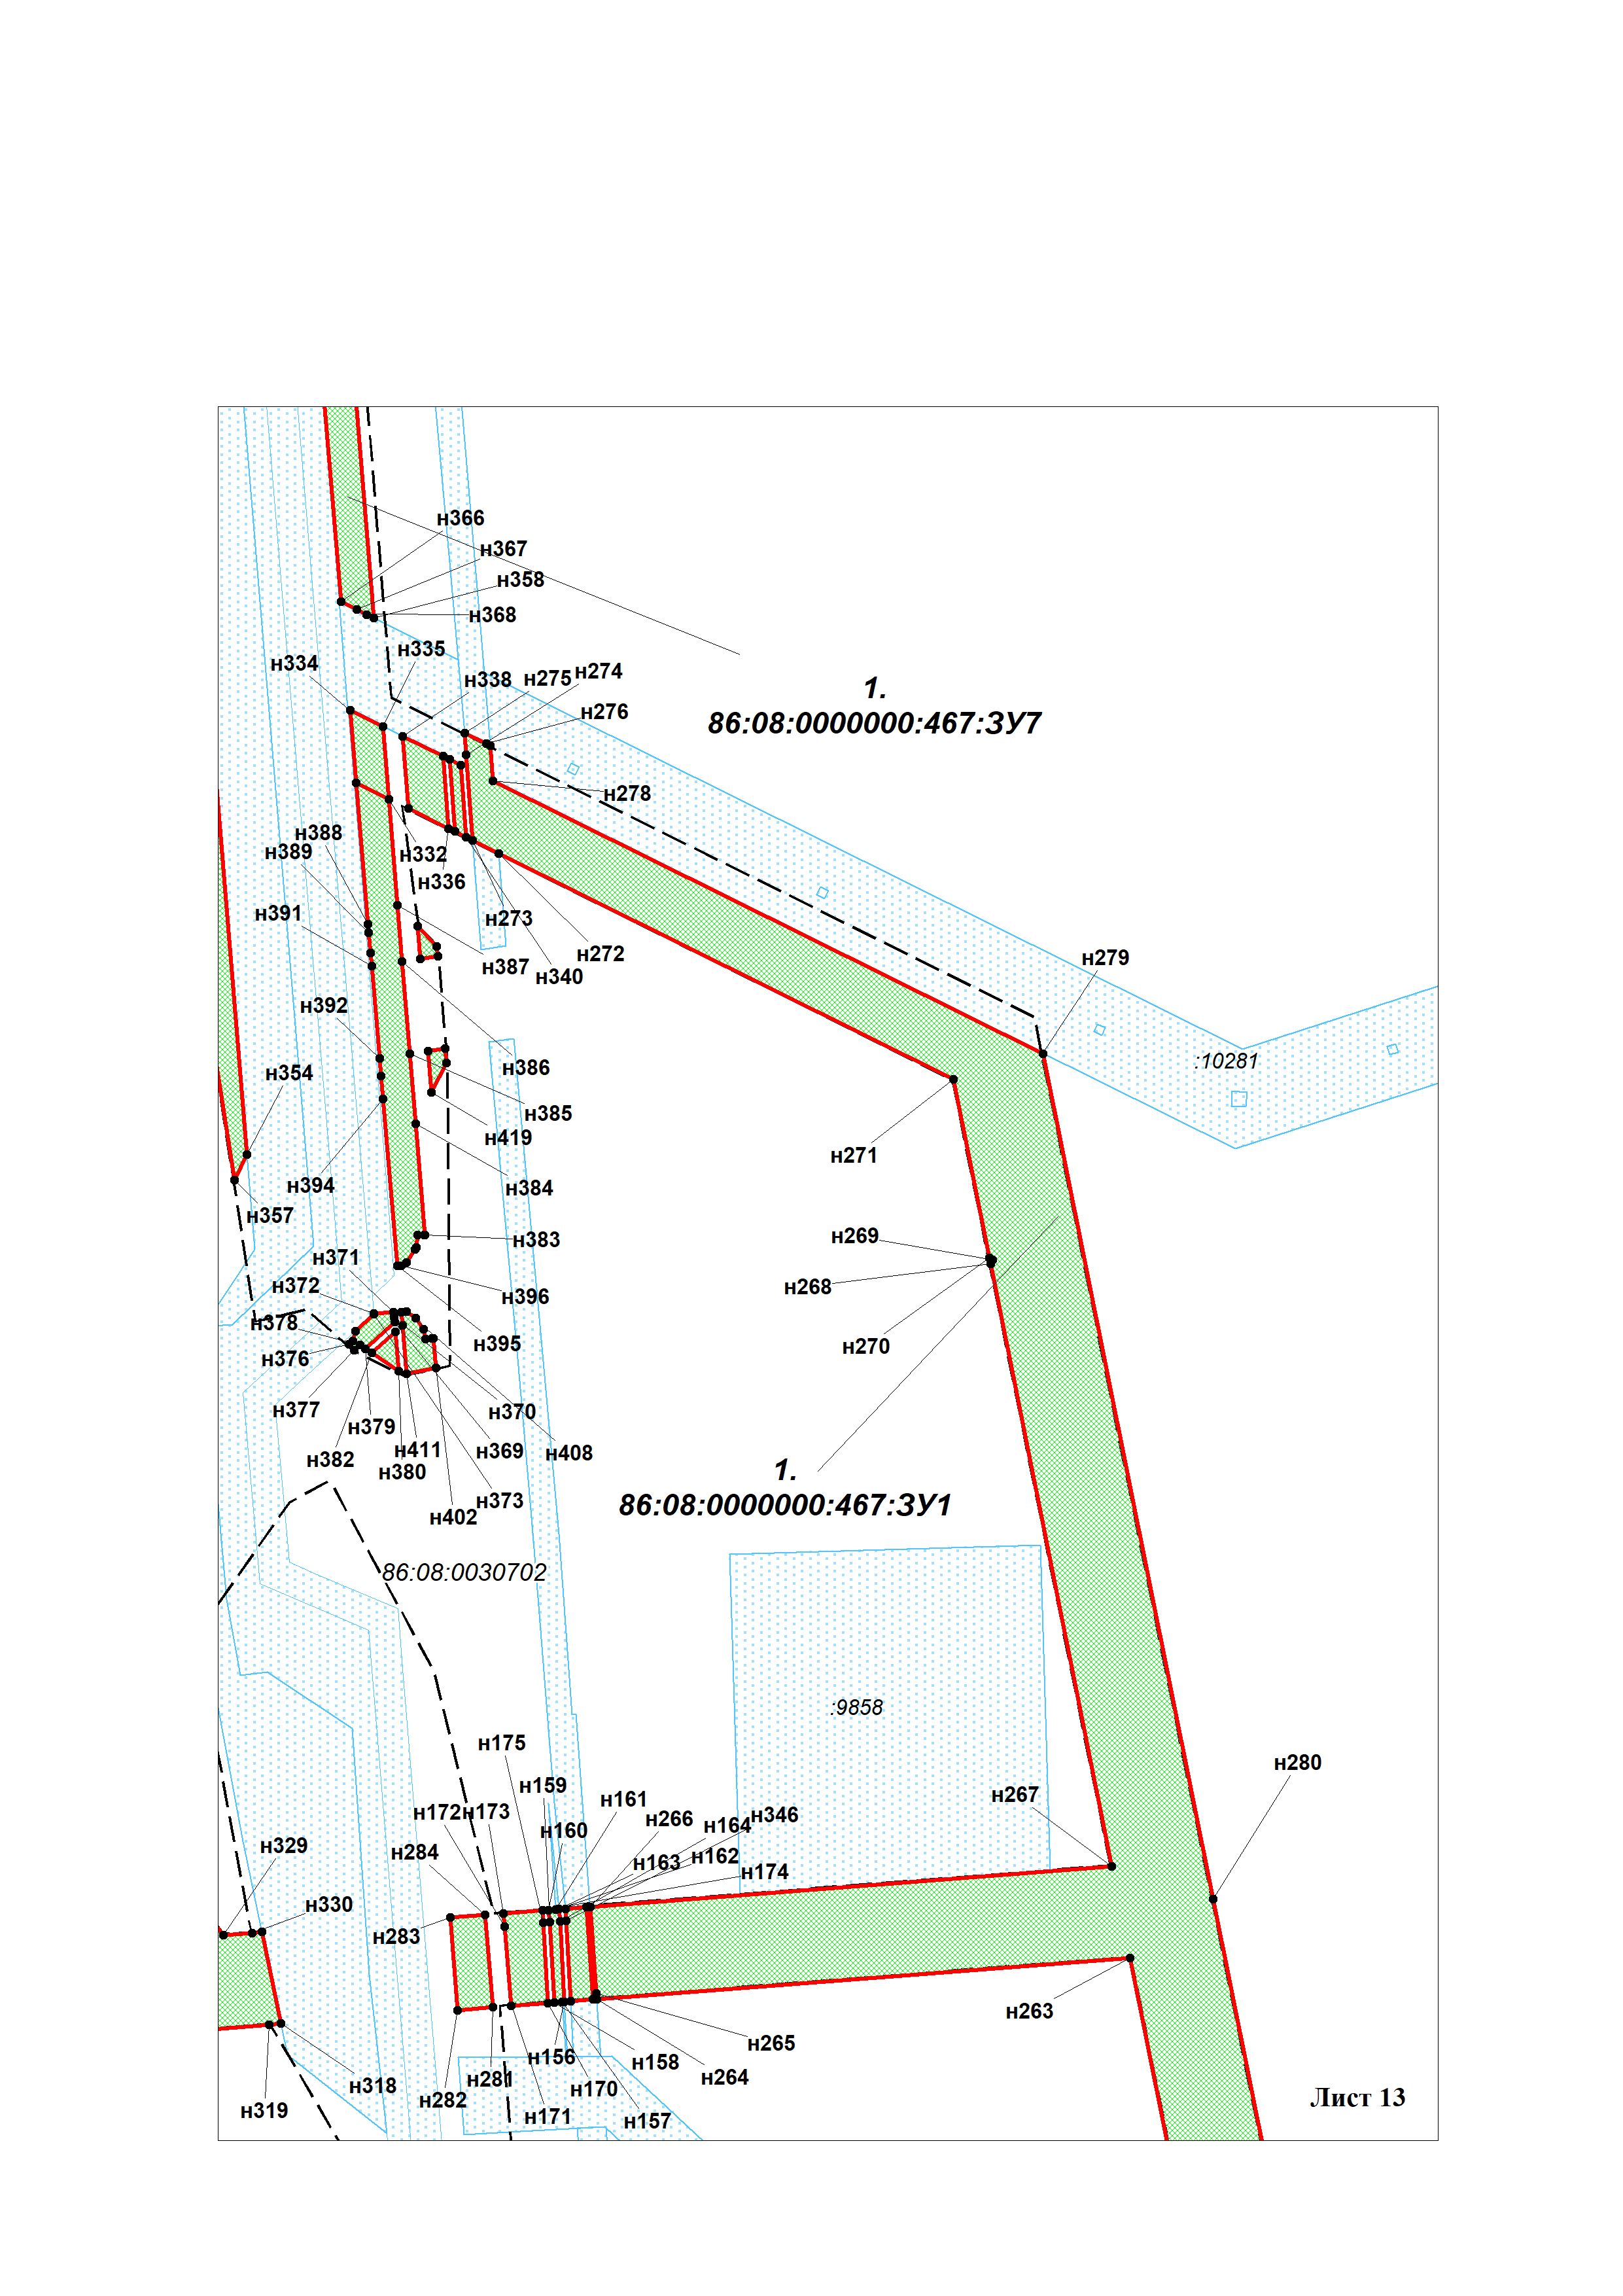 н366
н367
н358
н368
н335
н334
н338
н275
н274
н276
1.
86:08:0000000:467:ЗУ7
н278
н388
н389
н332
н336
н391
н273
н272
н387
н340
н279
н392
:10281
н386
н354
н385
н419
н271
н394
н384
н357
н269
н383
н371
н372
н268
н396
н378
н395
н270
н376
н377
н370
н379
н411
н369
н408
н382
н380
1.
86:08:0000000:467:ЗУ1
н373
н402
86:08:0030702
:9858
н175
н280
н159
н267
н161
н172
н173
н266
н346
н164
н160
н329
н284
н163
н162
н174
н330
н283
н263
н265
н156
н158
н264
н281
н318
н282
н170
н319
н171
н157
Лист 13